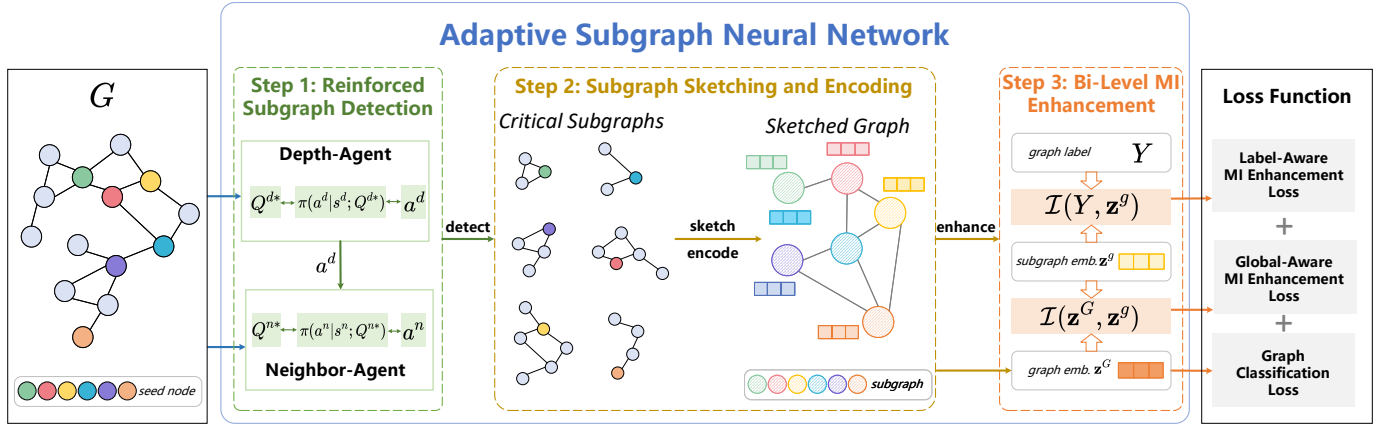 Adaptive Subgraph Neural Network
G
seed node
Step 1: Reinforced
Subgraph Detection
Depth-Agent
Q^{d*} ↔ π(a^d|s^d; Q^{d*}) ↔ a^d
a^d
Q^{n*} ↔ π(a^n|s^n; Q^{n*}) ↔ a^n
Neighbor-Agent
detect
Step 2: Subgraph Sketching and Encoding
Critical Subgraphs
Sketched Graph
sketch
encode
subgraph
enhance
Step 3: Bi-Level MI
Enhancement
graph label Y
I(Y, z^g)
subgraph emb. z^g
I(z^G, z^g)
graph emb. z^G
Loss Function
Label-Aware
MI Enhancement
Loss
+
Global-Aware
MI Enhancement
Loss
+
Graph
Classification
Loss